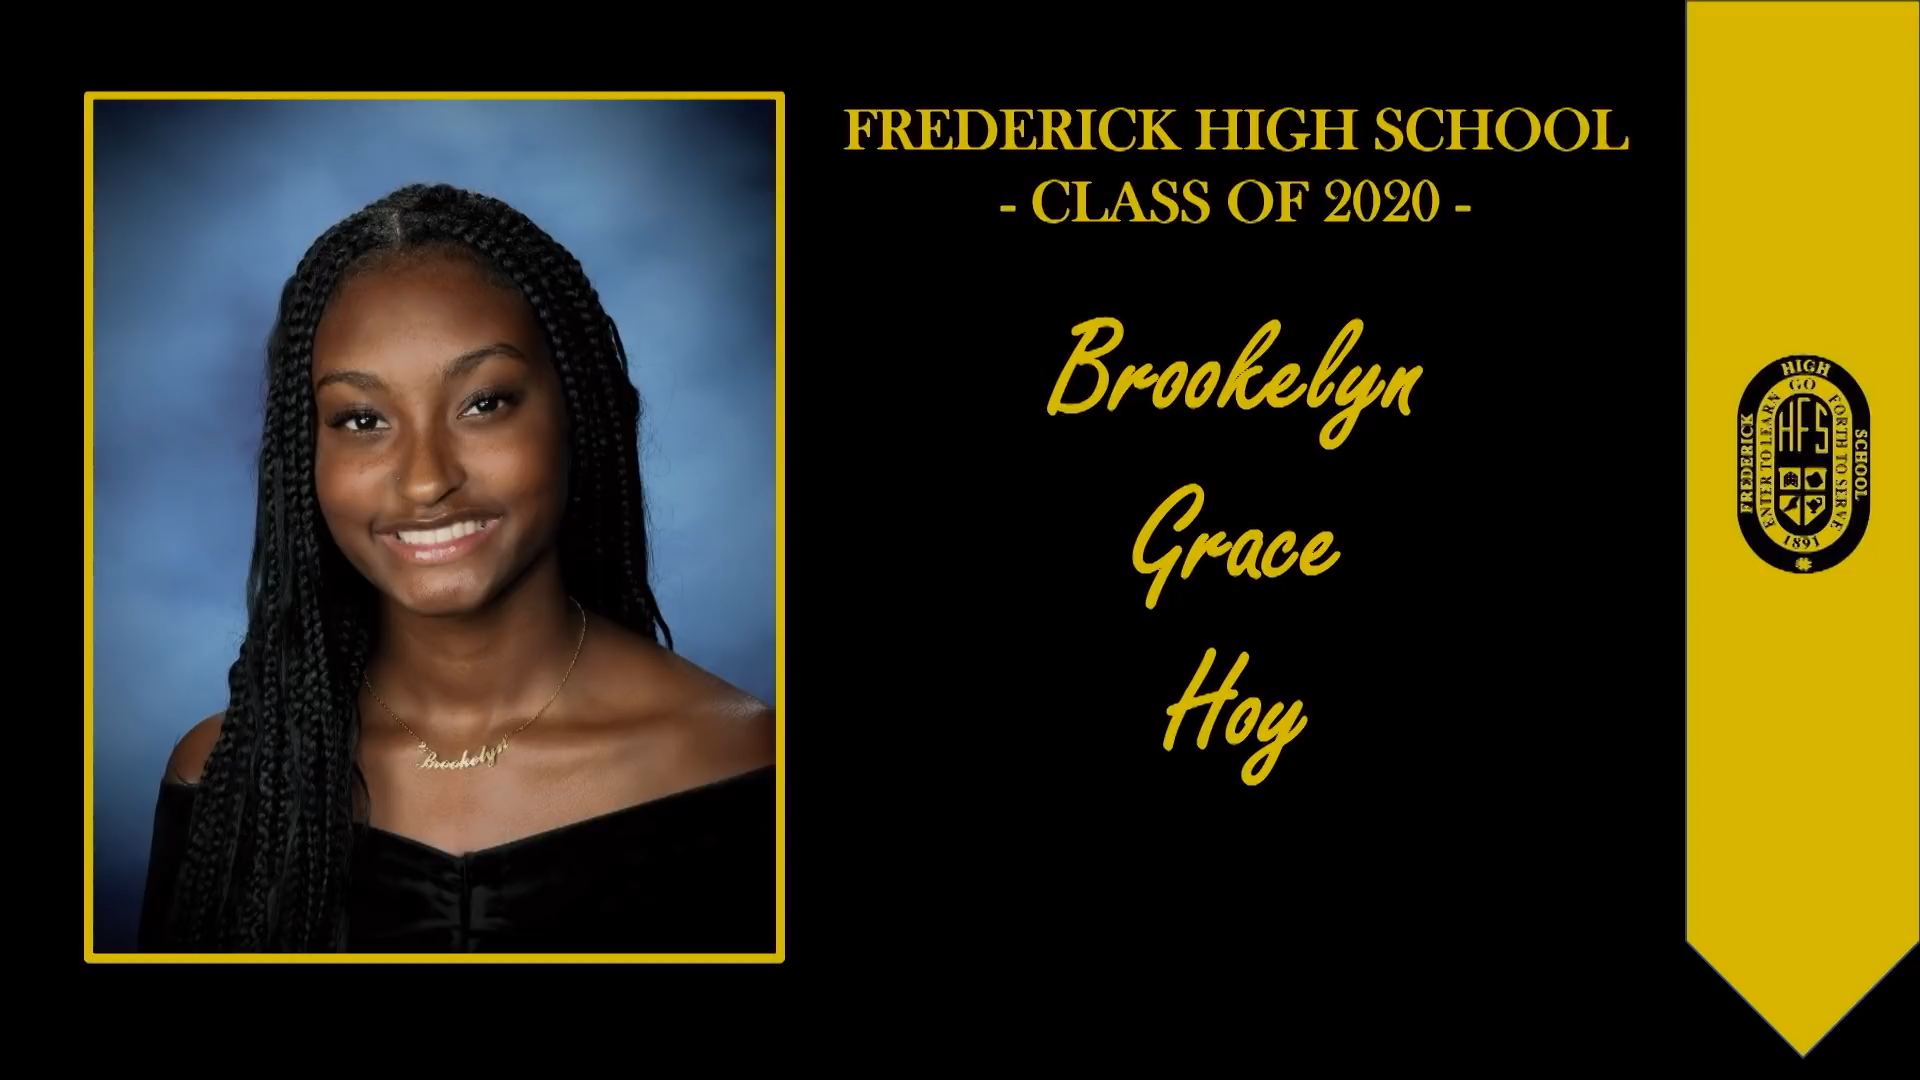 FREDERICK HIGH SCHOOL
- CLASS OF 2020 -
Brookelyn
Grace
Hoy
Brookelyn
FREDERICK HIGH SCHOOL
ENTER TO LEARN GO FORTH TO SERVE
HFS
1891